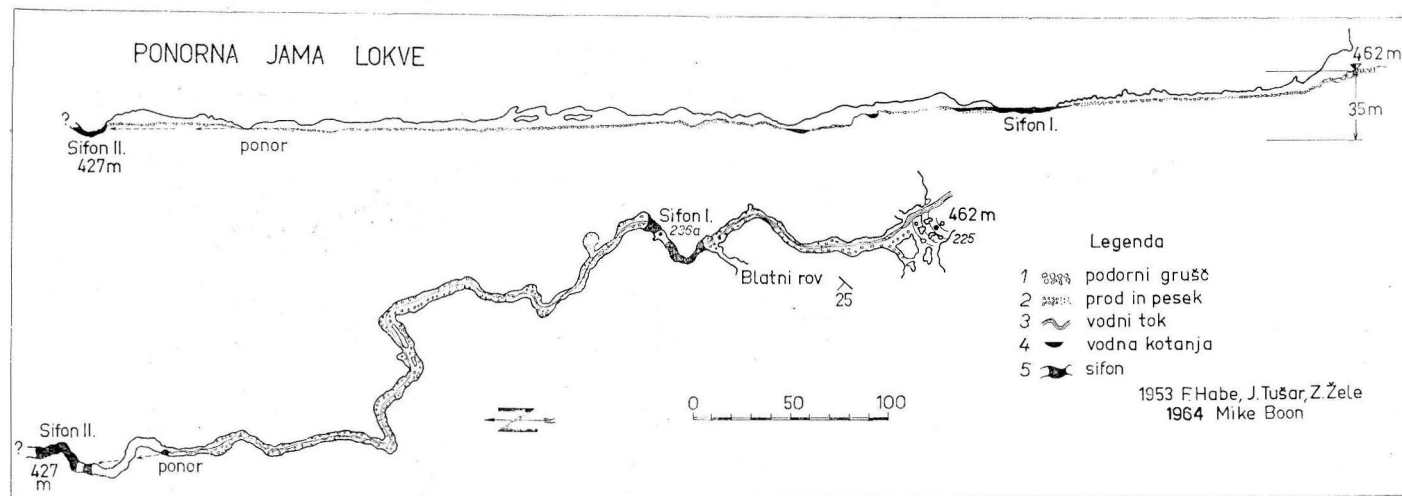 PONORNA JAMA LOKVE
462 m
35m
?
Sifon II.
427m
ponor
Sifon I.
Sifon I.
236a
462 m
225
Blatni rov
25
Legenda
1 podorni grušč
2 prod in pesek
3 vodni tok
4 vodna kotanja
5 sifon
1953 F.Habe, J.Tušar, Z.Žele
1964 Mike Boon
0 50 100
N
Sifon II.
?
427
m
ponor